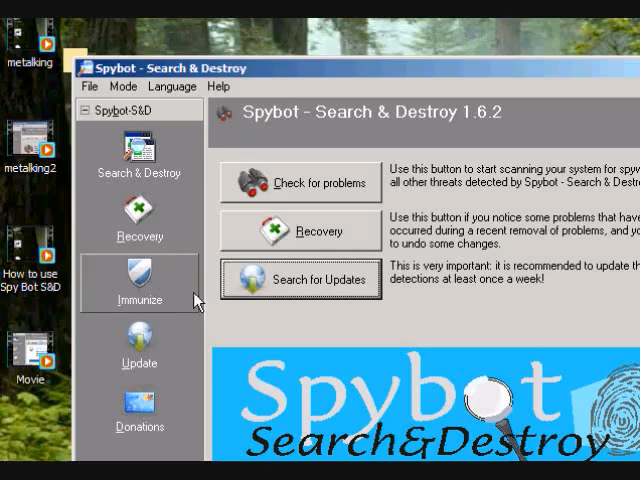 metalking
metalking2
How to use
Spy Bot S&D
Movie
Spybot - Search & Destroy
File Mode Language Help
Spybot-S&D
Search & Destroy
Recovery
Immunize
Update
Donations
Spybot - Search & Destroy 1.6.2
Check for problems
Use this button to start scanning your system for
all other threats detected by Spybot - Search &
Recovery
Use this button if you notice some problems that
occurred during a recent removal of problems, and
to undo some changes.
Search for Updates
This is very important: it is recommended to update
detections at least once a week!
Spybot
Search&Destroy